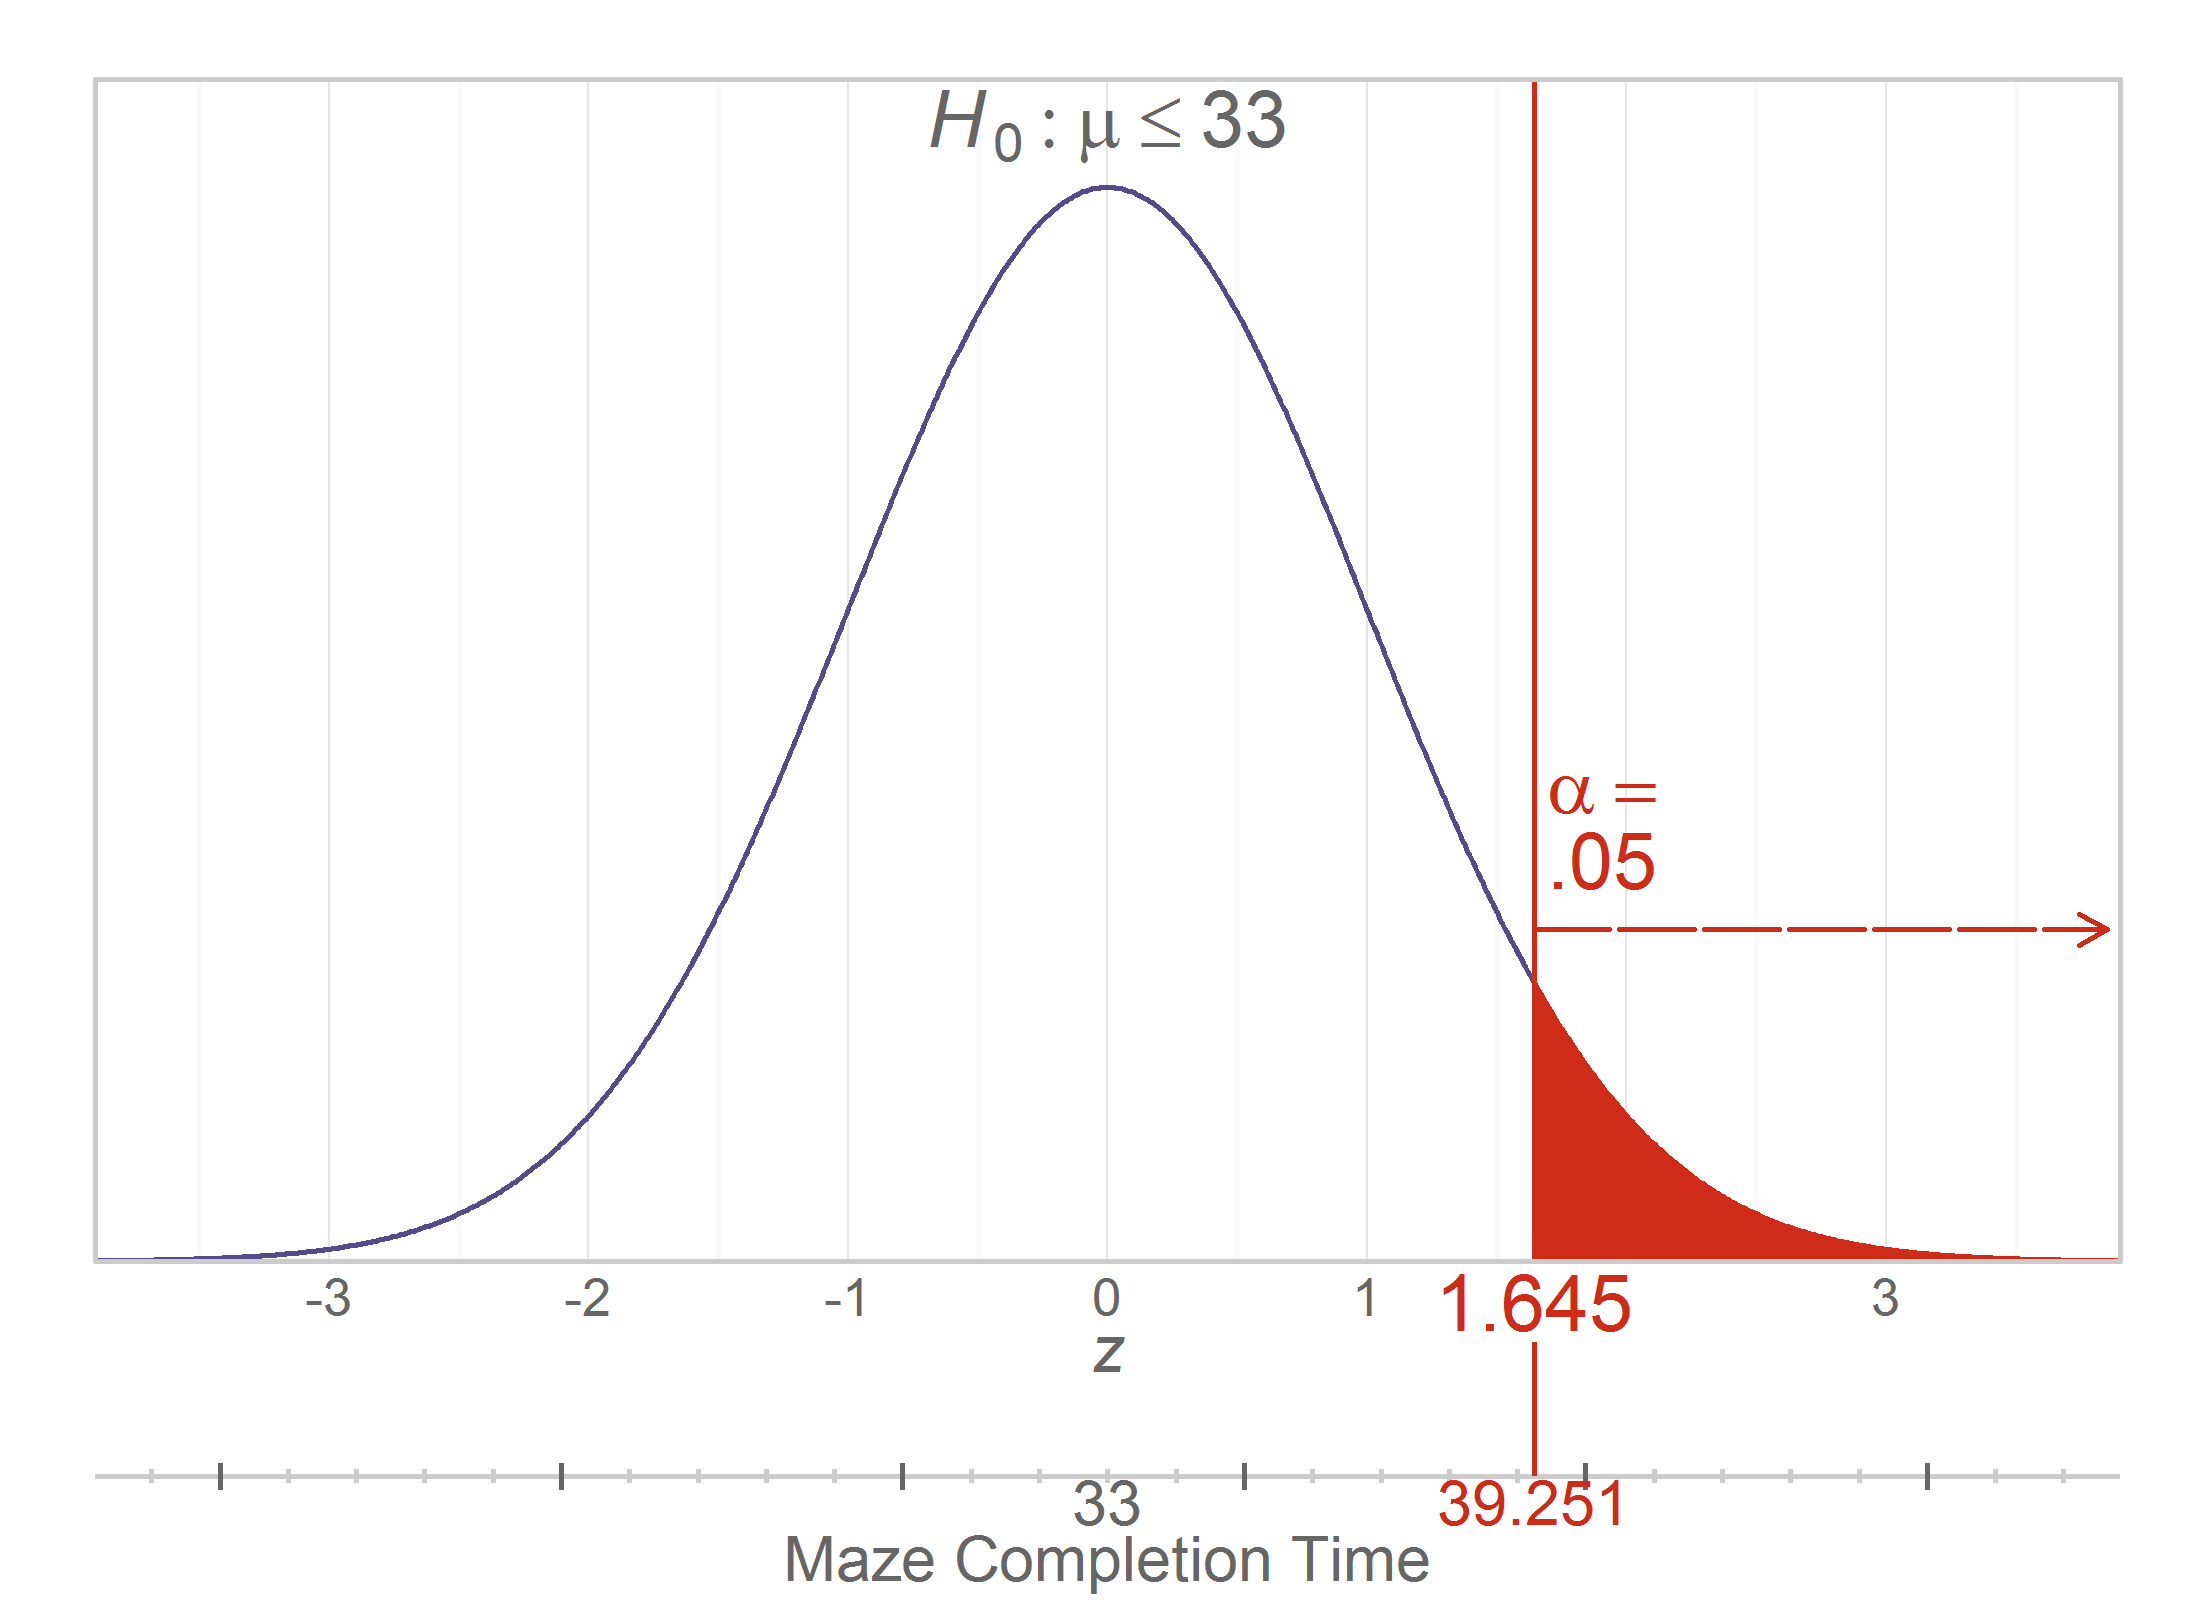 H0 : μ ≤ 33
α =
.05
-3 -2 -1 0 1 1.645 3
z
33 39.251
Maze Completion Time